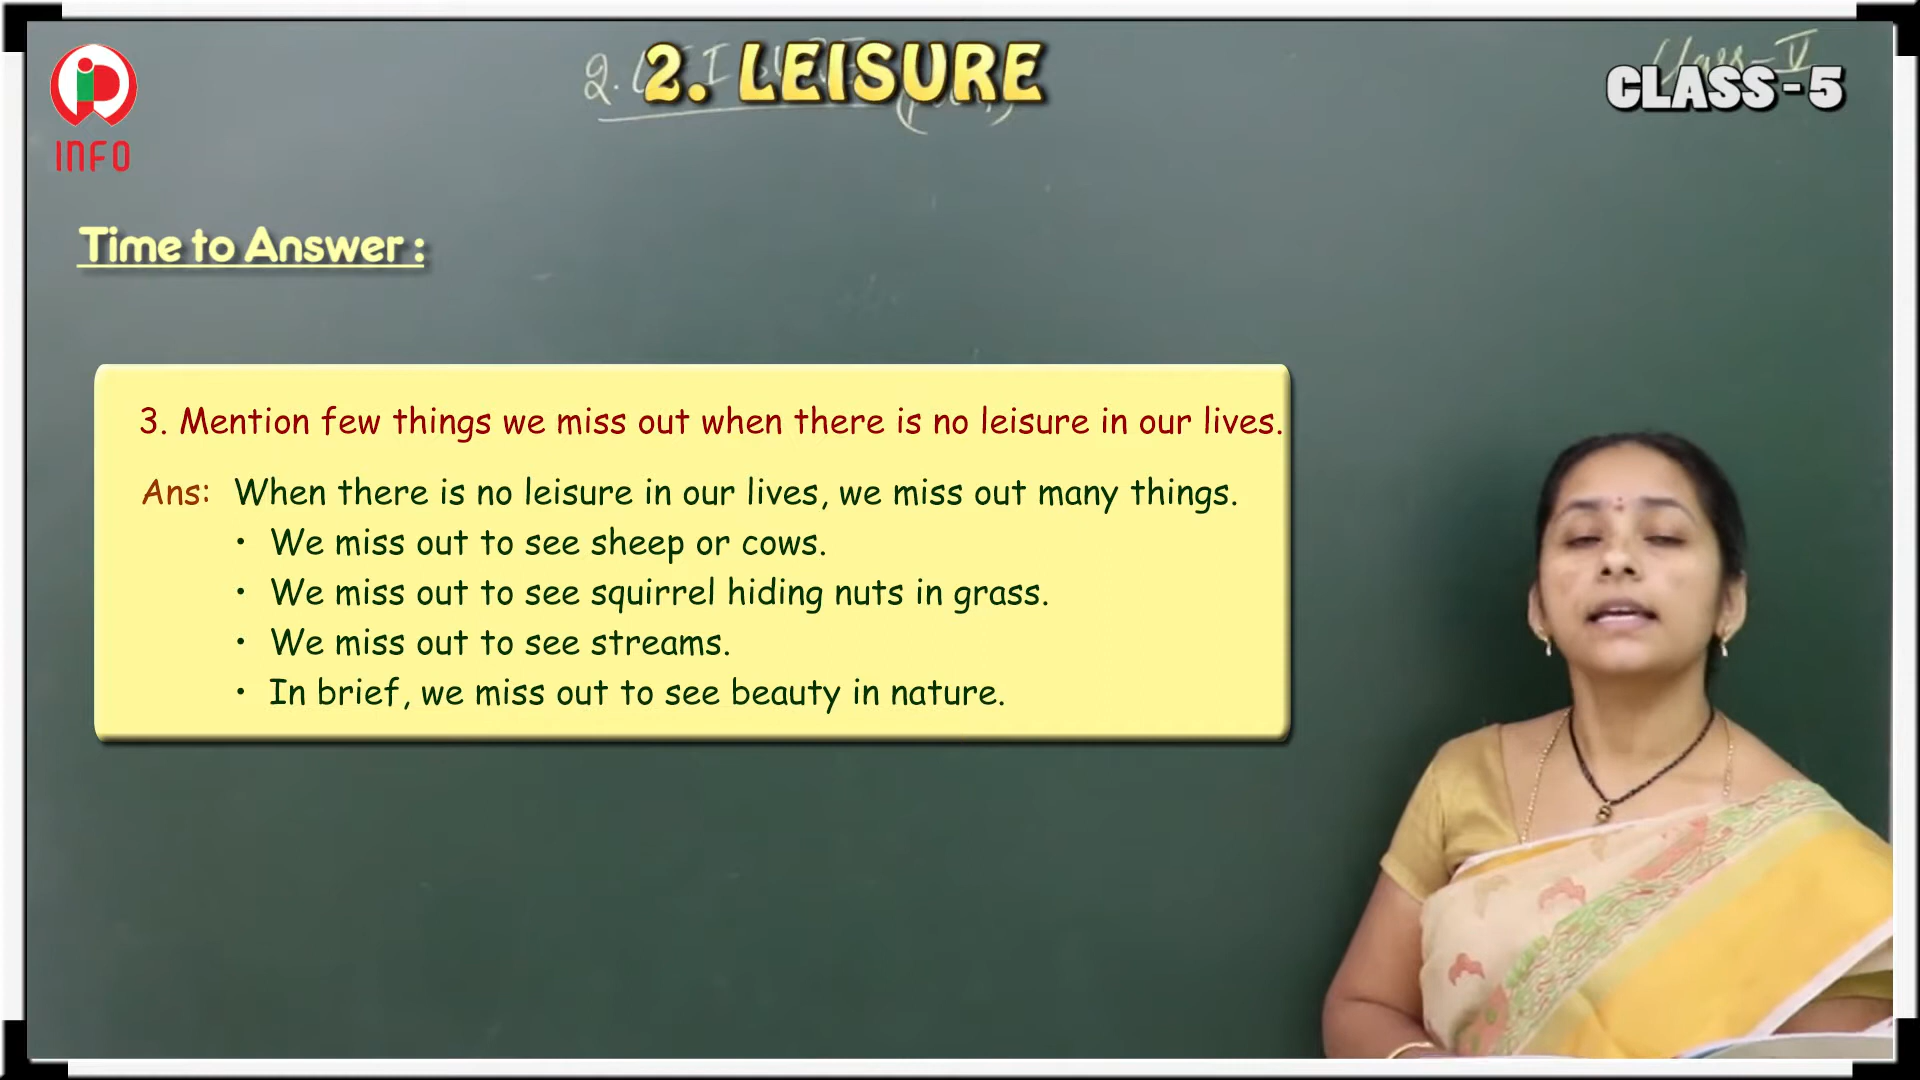 2. LEISURE
CLASS-5
INFO
Time to Answer :
3. Mention few things we miss out when there is no leisure in our lives.
Ans: When there is no leisure in our lives, we miss out many things.
• We miss out to see sheep or cows.
• We miss out to see squirrel hiding nuts in grass.
• We miss out to see streams.
• In brief, we miss out to see beauty in nature.